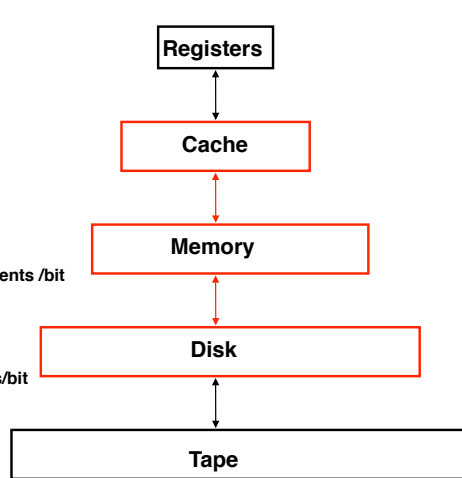 Registers
Cache
Memory
ents /bit
Disk
s/bit
Tape